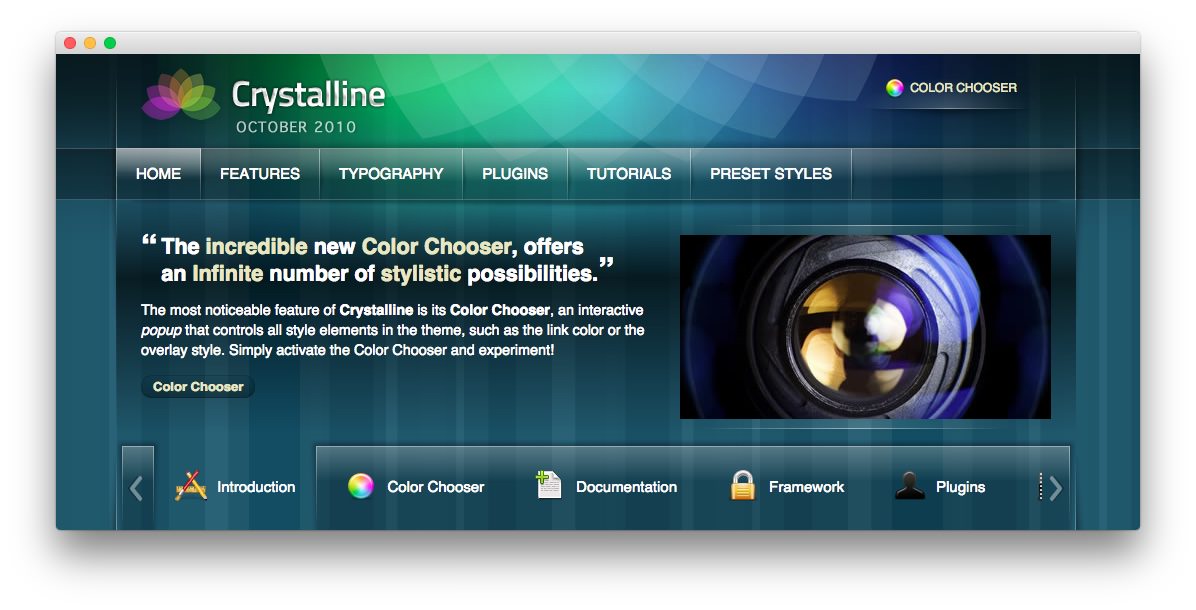 Crystalline
OCTOBER 2010
COLOR CHOOSER
HOME FEATURES TYPOGRAPHY PLUGINS TUTORIALS PRESET STYLES
“The incredible new Color Chooser, offers
an Infinite number of stylistic possibilities.”
The most noticeable feature of Crystalline is its Color Chooser, an interactive
popup that controls all style elements in the theme, such as the link color or the
overlay style. Simply activate the Color Chooser and experiment!
Color Chooser
Introduction Color Chooser Documentation Framework Plugins